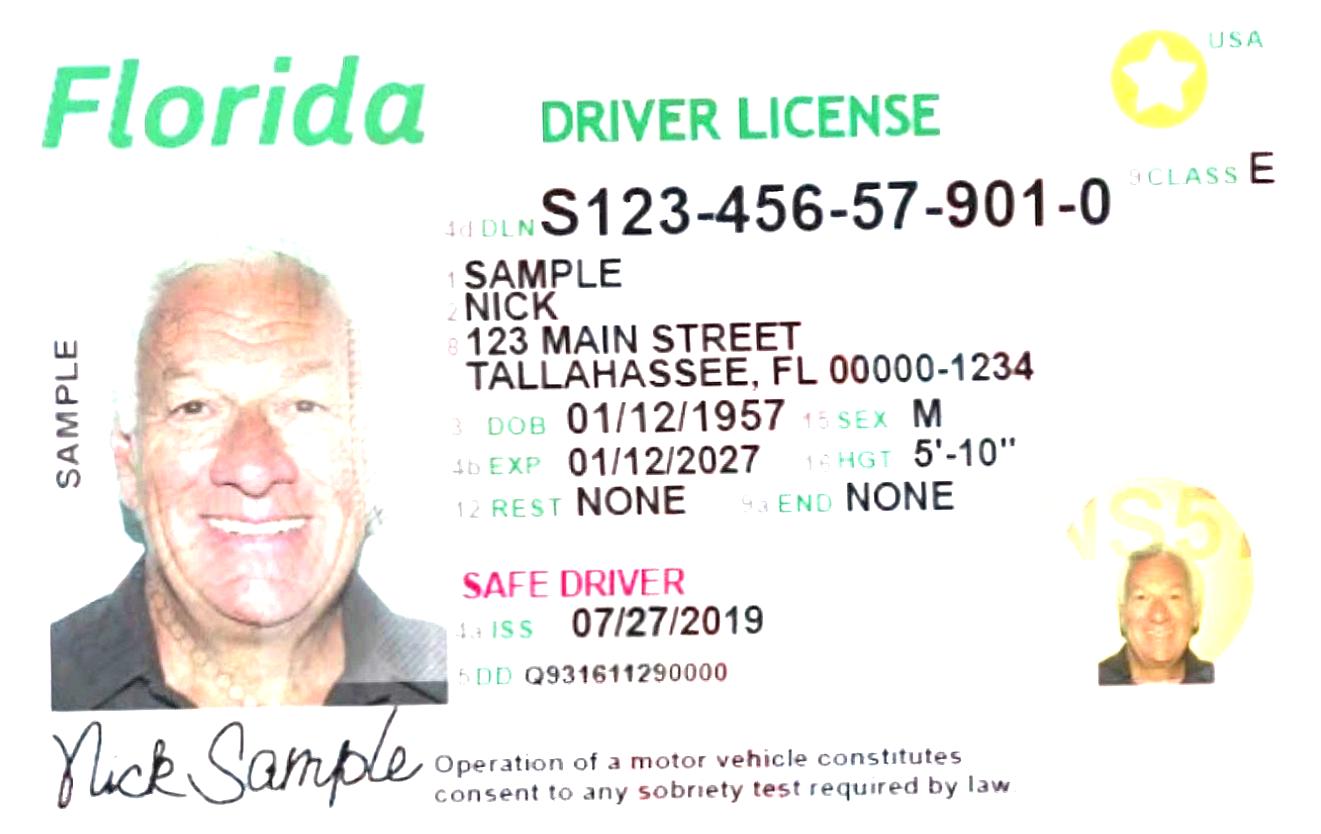 Florida
DRIVER LICENSE
USA
9 CLASS E
4d DLN S123-456-57-901-0
1 SAMPLE
2 NICK
8 123 MAIN STREET
TALLAHASSEE, FL 00000-1234
3 DOB 01/12/1957 15 SEX M
4b EXP 01/12/2027 16 HGT 5'-10"
12 REST NONE 9a END NONE
SAFE DRIVER
4a ISS 07/27/2019
5 DD Q931611290000
SAMPLE
Nick Sample
Operation of a motor vehicle constitutes
consent to any sobriety test required by law